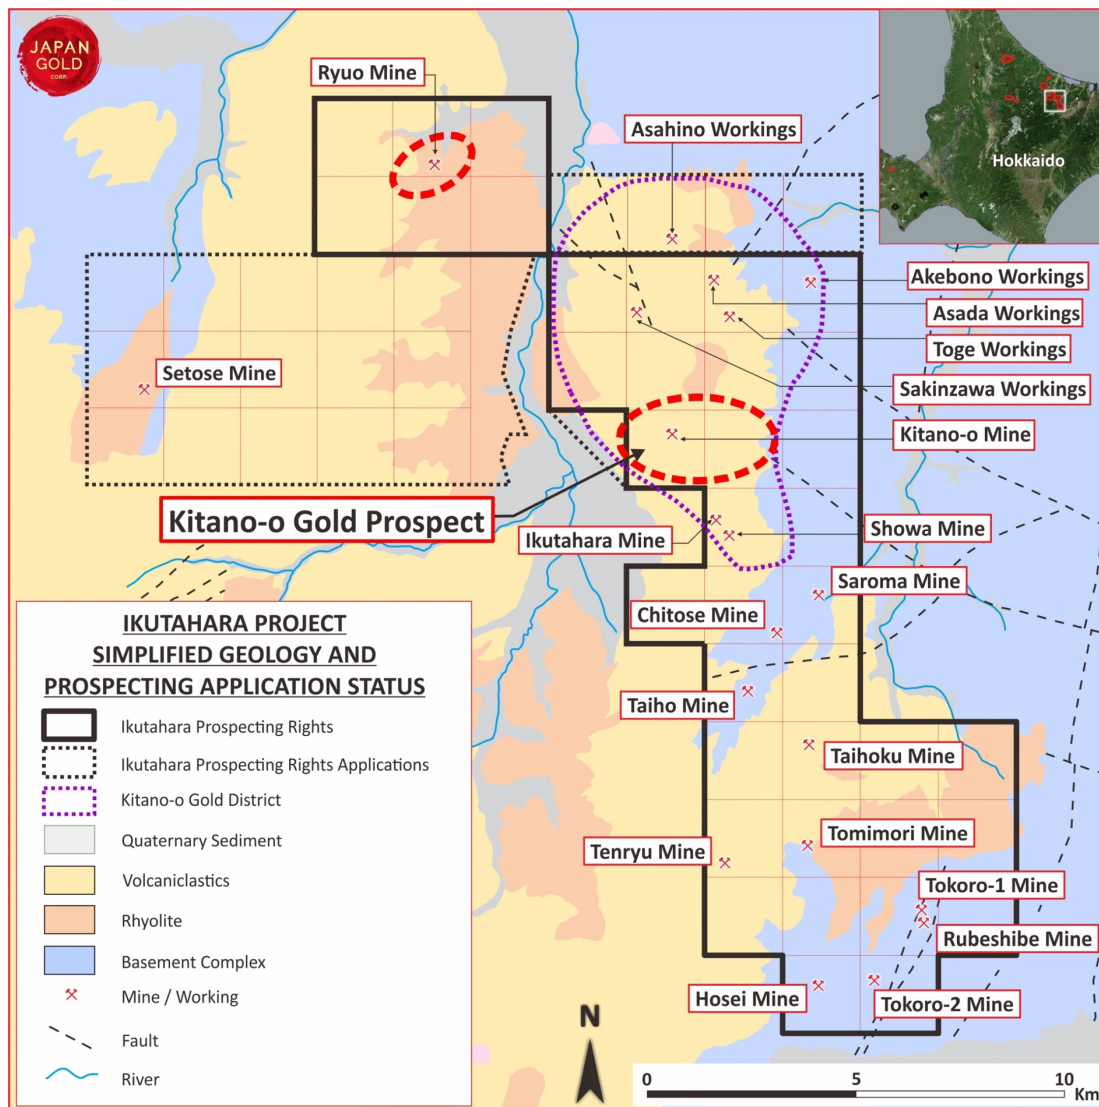 JAPAN
GOLD
CORP.
Ryuo Mine
Asahino Workings
Hokkaido
Akebono Workings
Asada Workings
Toge Workings
Setose Mine
Sakinzawa Workings
Kitano-o Mine
Kitano-o Gold Prospect
Ikutahara Mine
Showa Mine
Saroma Mine
Chitose Mine
Taiho Mine
Taihoku Mine
Tomimori Mine
Tenryu Mine
Tokoro-1 Mine
Rubeshibe Mine
Hosei Mine
Tokoro-2 Mine
IKUTAHARA PROJECT
SIMPLIFIED GEOLOGY AND
PROSPECTING APPLICATION STATUS
Ikutahara Prospecting Rights
Ikutahara Prospecting Rights Applications
Kitano-o Gold District
Quaternary Sediment
Volcaniclastics
Rhyolite
Basement Complex
Mine / Working
Fault
River
N
0 5 10
Km